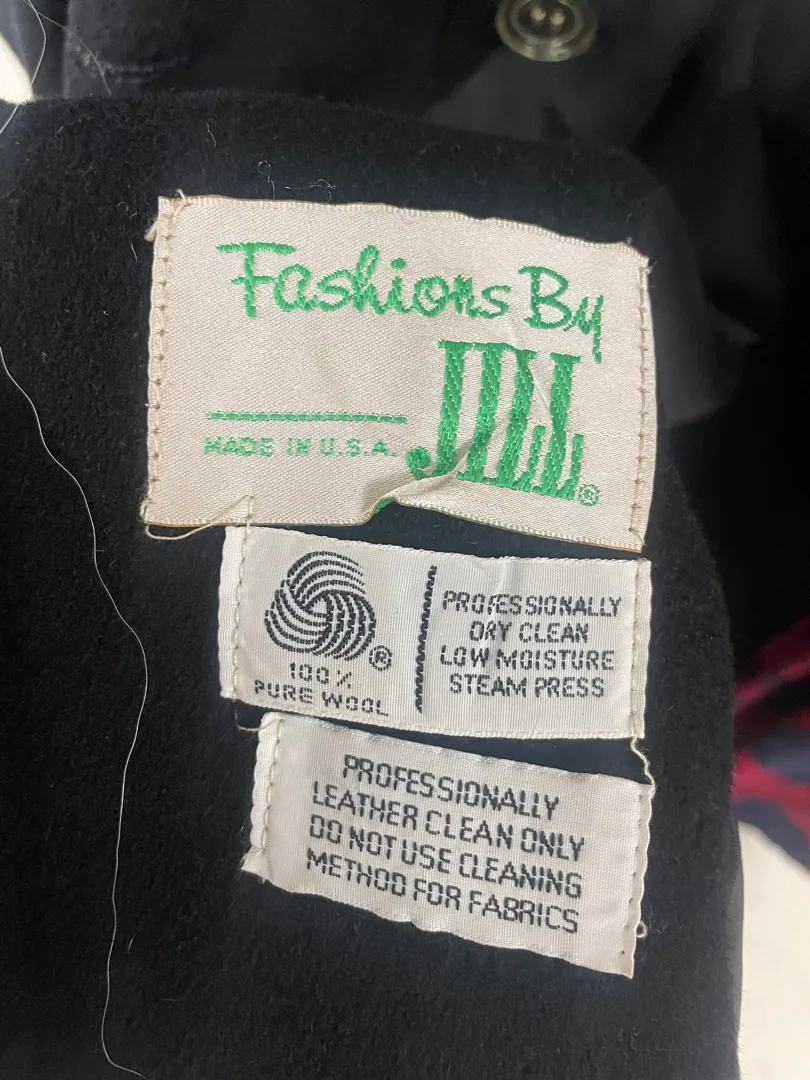 Fashions By
JILL®
MADE IN U.S.A.
®
100%
PURE WOOL
PROFESSIONALLY
DRY CLEAN
LOW MOISTURE
STEAM PRESS
PROFESSIONALLY
LEATHER CLEAN ONLY
DO NOT USE CLEANING
METHOD FOR FABRICS